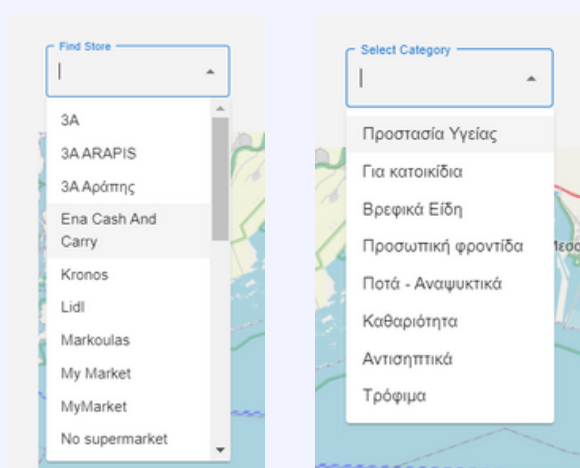 Find Store
3A
3A ARAPIS
3A Αράπης
Ena Cash And
Carry
Kronos
Lidl
Markoulas
My Market
MyMarket
No supermarket
Select Category
Προστασία Υγείας
Για κατοικίδια
Βρεφικά Είδη
Προσωπική φροντίδα
Ποτά - Αναψυκτικά
Καθαριότητα
Αντισηπτικά
Τρόφιμα